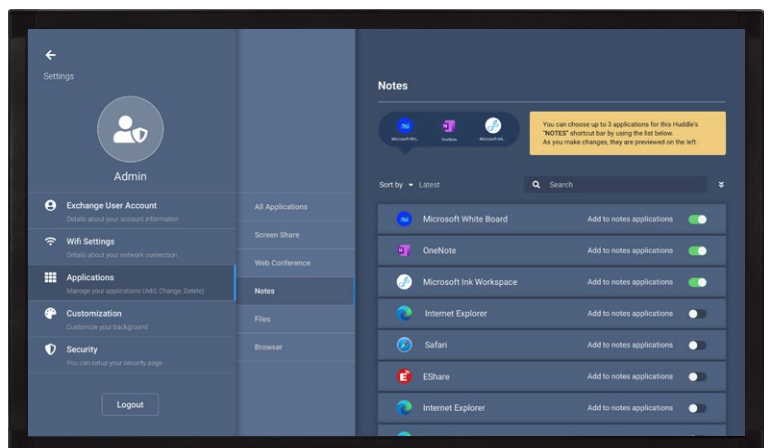 Settings
Admin
Exchange User Account
Details about your account information
Wifi Settings
Details about your network connection
Applications
Manage your applications (Add, Change, Delete)
Customization
Customize your background
Security
You can setup your security page
Logout
All Applications
Screen Share
Web Conference
Notes
Files
Browser
Notes
Microsoft Whi...
OneNote
Microsoft Ink...
You can choose up to 3 applications for this Huddle's
"NOTES" shortcut bar by using the list below.
As you make changes, they are previewed on the left.
Sort by Latest
Search
Microsoft White Board Add to notes applications
OneNote Add to notes applications
Microsoft Ink Workspace Add to notes applications
Internet Explorer Add to notes applications
Safari Add to notes applications
EShare Add to notes applications
Internet Explorer Add to notes applications